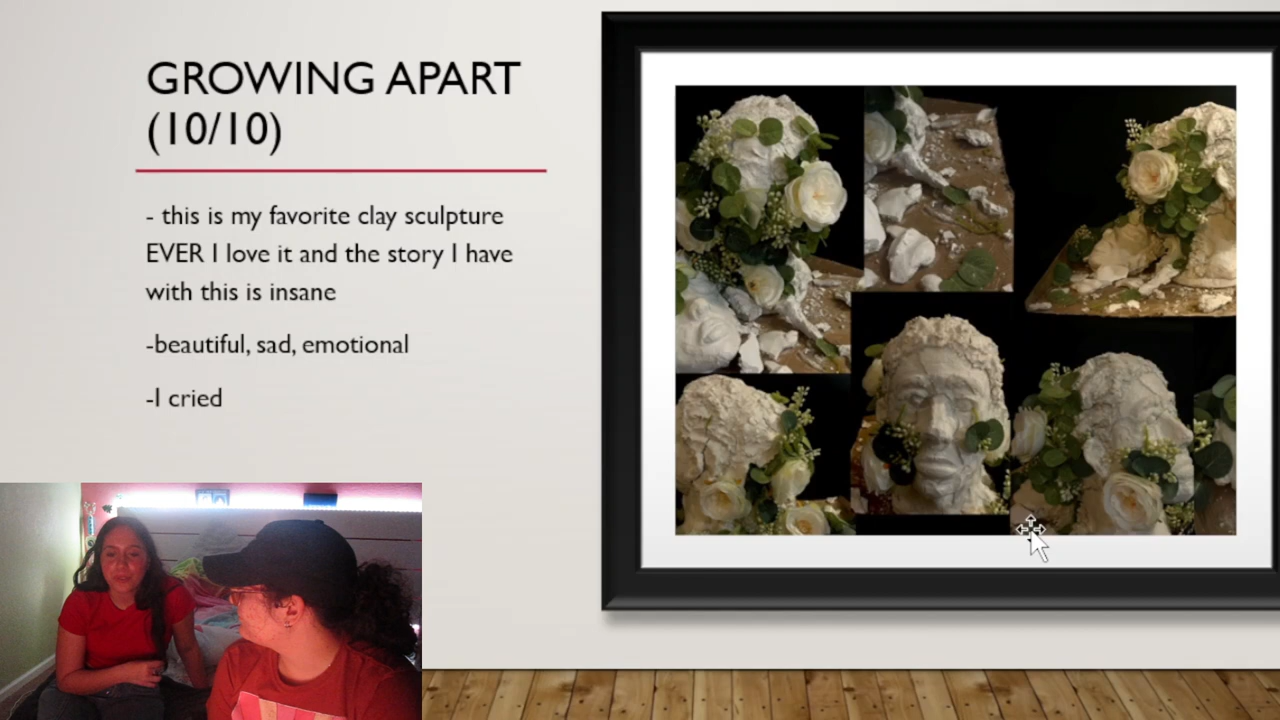 GROWING APART
(10/10)
- this is my favorite clay sculpture
EVER I love it and the story I have
with this is insane
-beautiful, sad, emotional
-I cried